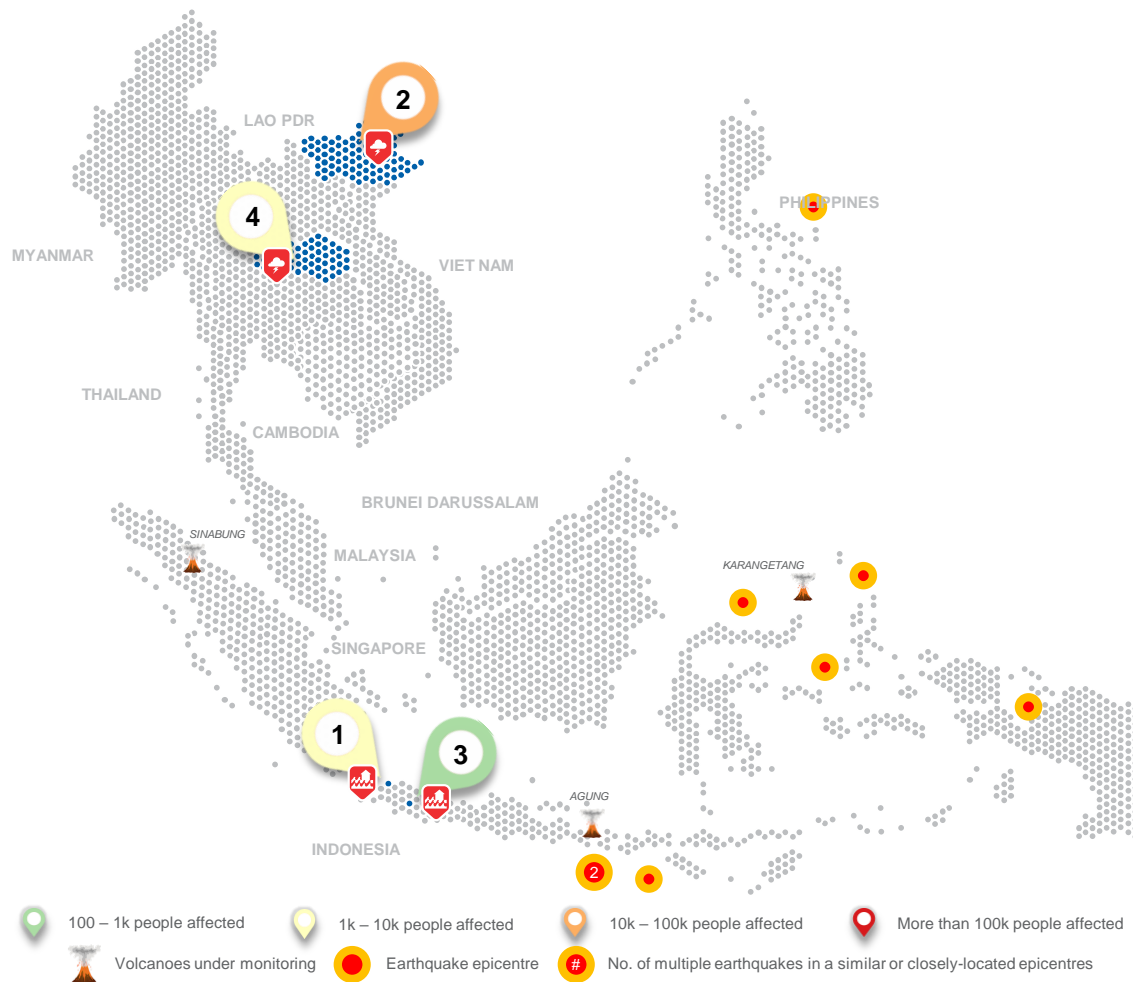 2
LAO PDR
PHILIPPINES
4
MYANMAR
VIET NAM
THAILAND
CAMBODIA
BRUNEI DARUSSALAM
SINABUNG
MALAYSIA
KARANGETANG
SINGAPORE
1
3
AGUNG
INDONESIA
2
100 – 1k people affected
1k – 10k people affected
10k – 100k people affected
More than 100k people affected
Volcanoes under monitoring
Earthquake epicentre
#
No. of multiple earthquakes in a similar or closely-located epicentres